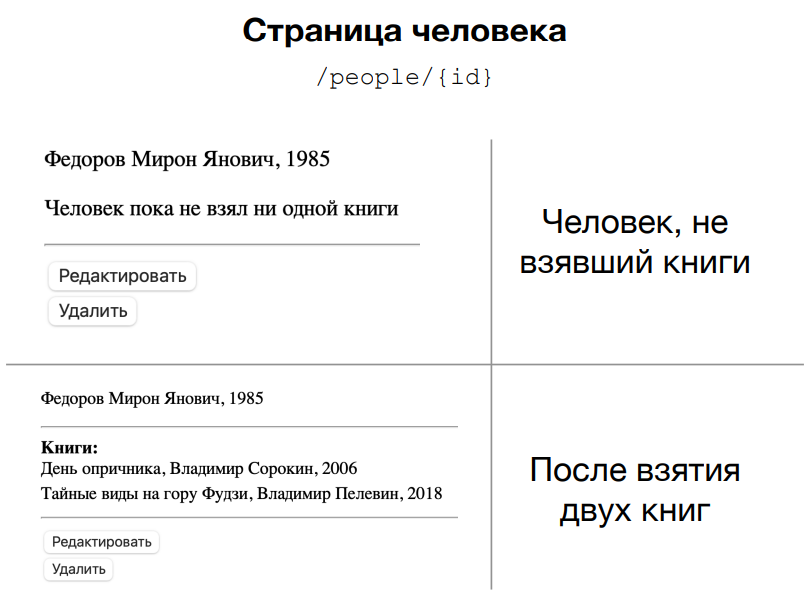 Страница человека
/people/{id}
Федоров Мирон Янович, 1985
Человек пока не взял ни одной книги
Редактировать
Удалить
Человек, не
взявший книги
Федоров Мирон Янович, 1985
Книги:
День опричника, Владимир Сорокин, 2006
Тайные виды на гору Фудзи, Владимир Пелевин, 2018
Редактировать
Удалить
После взятия
двух книг